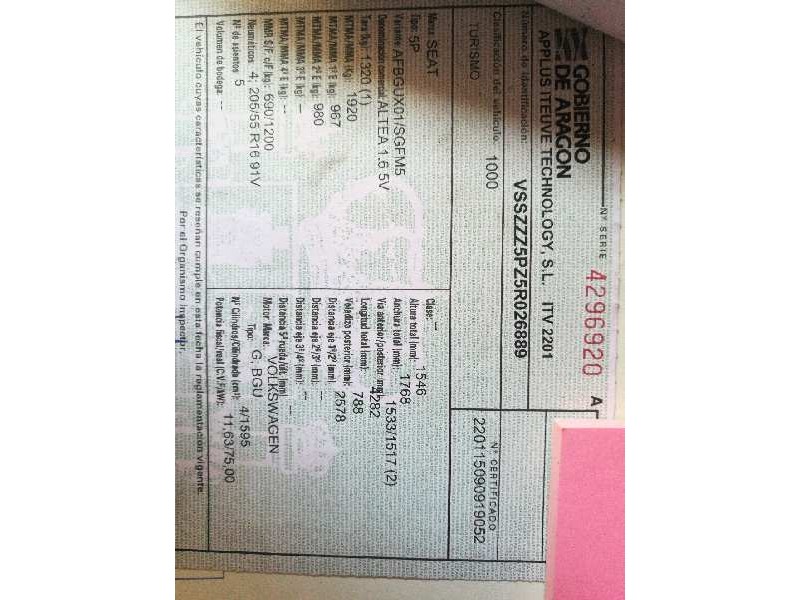 GOBIERNO
DE ARAGON
Nº SERIE 4296920 A
APPLUS ITEUVE TECHNOLOGY, S.L. ITV 2201
Número de identificación:
VSSZZZ5PZ5R026889
Nº CERTIFICADO
220115090919052
Clasificación del vehículo: 1000
TURISMO
Marca: SEAT
Tipo: 5P
Variante: AFBGUX01/SGFM5
Denominación comercial: ALTEA 1.6 5V
Tara (kg): 1320 (1)
MTMA/MMA (Kg): 1920
MTMA/MMA 1º E (kg): 967
MTMA/MMA 2º E (kg): 980
MTMA/MMA 3º E (kg): --
MTMA/MMA 4º E (kg): --
MMR S/F c/F (kg): 690/1200
Neumáticos 4; 205/55 R16 91V
Nº de asientos 5
Volumen de bodega: --
Clase: --
Altura total (mm): 1546
Anchura total (mm): 1768
Vía anterior/posterior (mm): 1533/1517 (2)
Longitud total (mm): 4282
Voladizo posterior (mm): 788
Distancia eje 1º/2º (mm): 2578
Distancia eje 2º/3º (mm): --
Distancia eje 3º/4º (mm): --
Distancia 5ª rueda/últ. (mm): --
Motor: Marca: VOLKSWAGEN
Tipo: G, BGU
Nº Cilindros/Cilindrada (cm³): 4/1595
Potencia fiscal/real (C.V.F./kW): 11,63/75,00
El vehículo cuyas características se reseñan cumple en esta fecha la reglamentación vigente.
Por el Organismo Inspector,